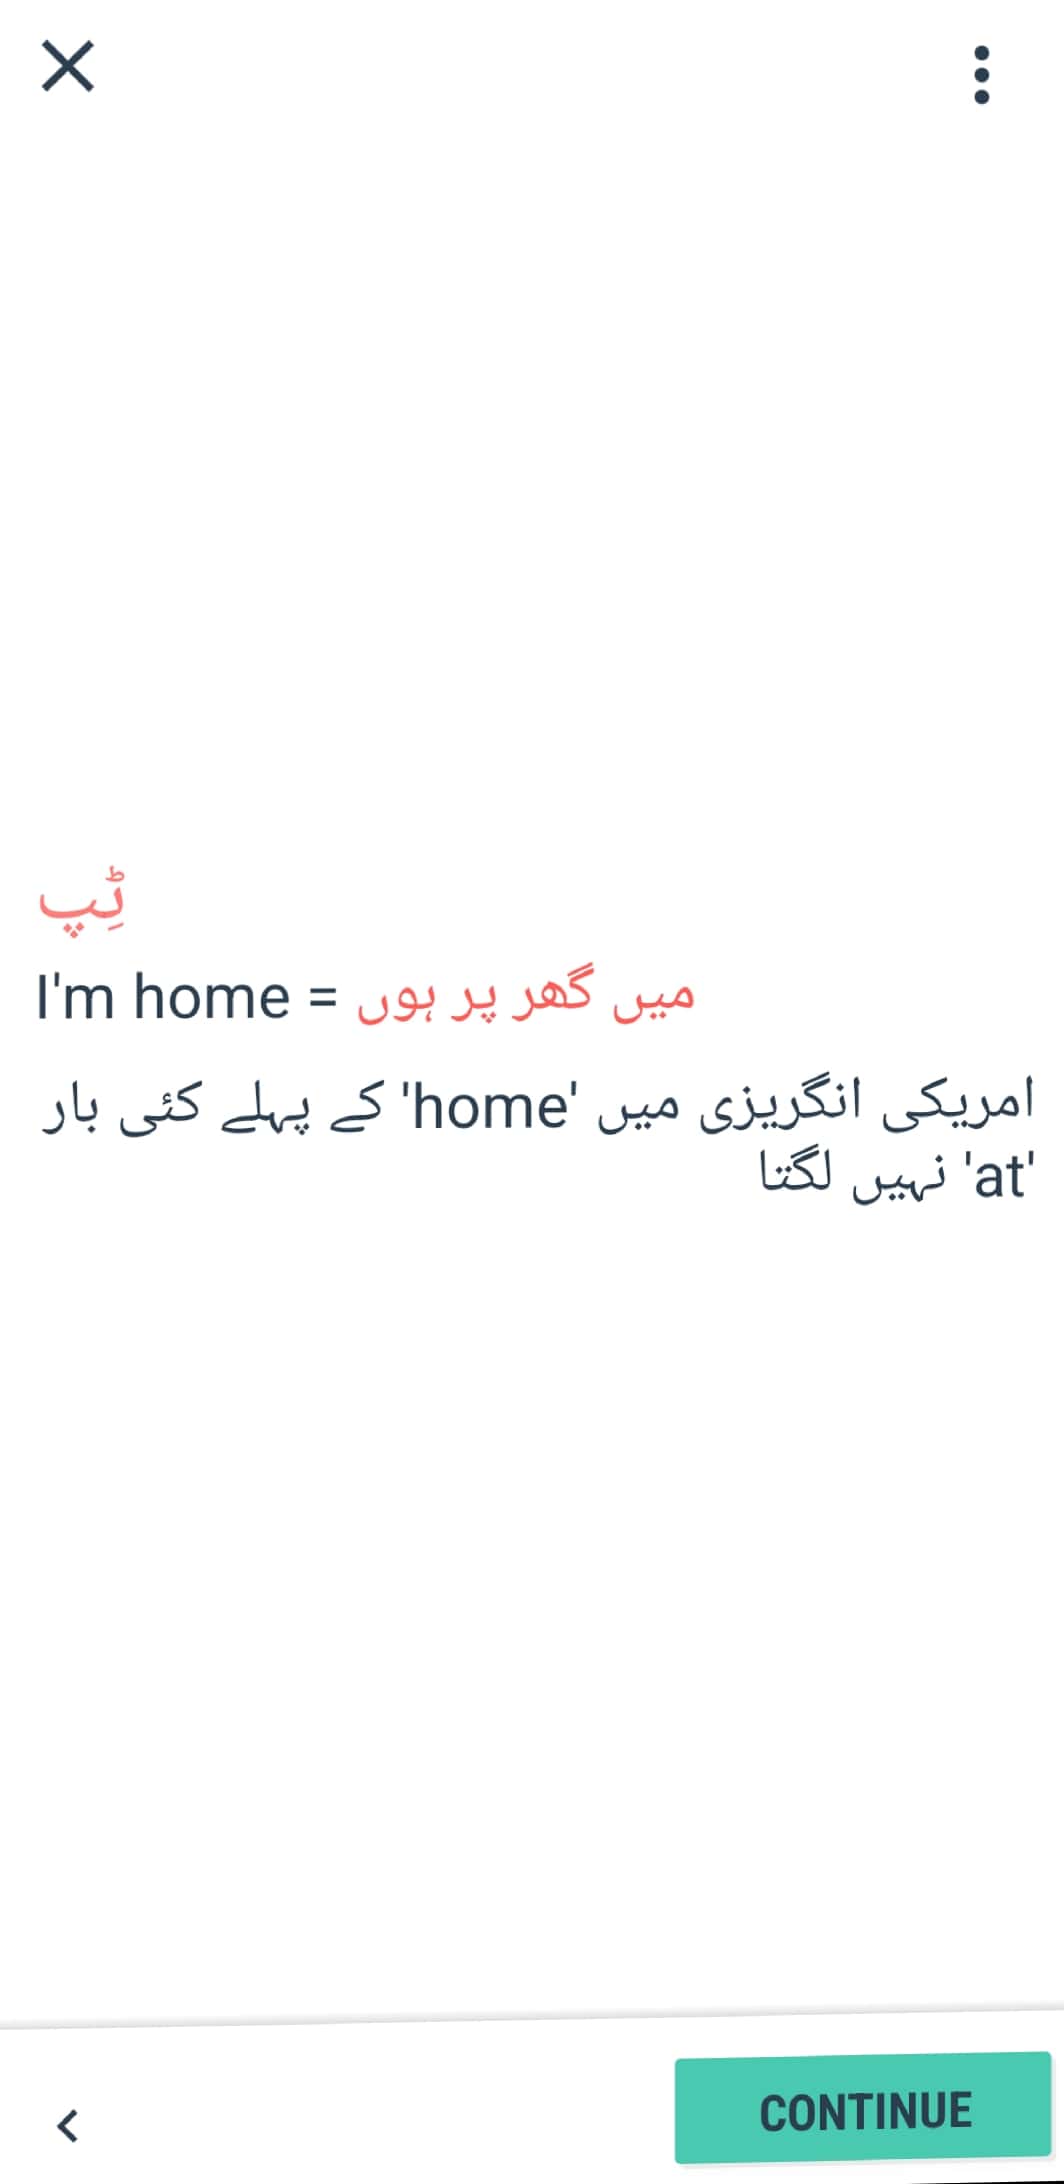 ٹِپ
I'm home = میں گھر پر ہوں
امریکی انگریزی میں 'home' کے پہلے کئی بار
'at' نہیں لگتا
CONTINUE